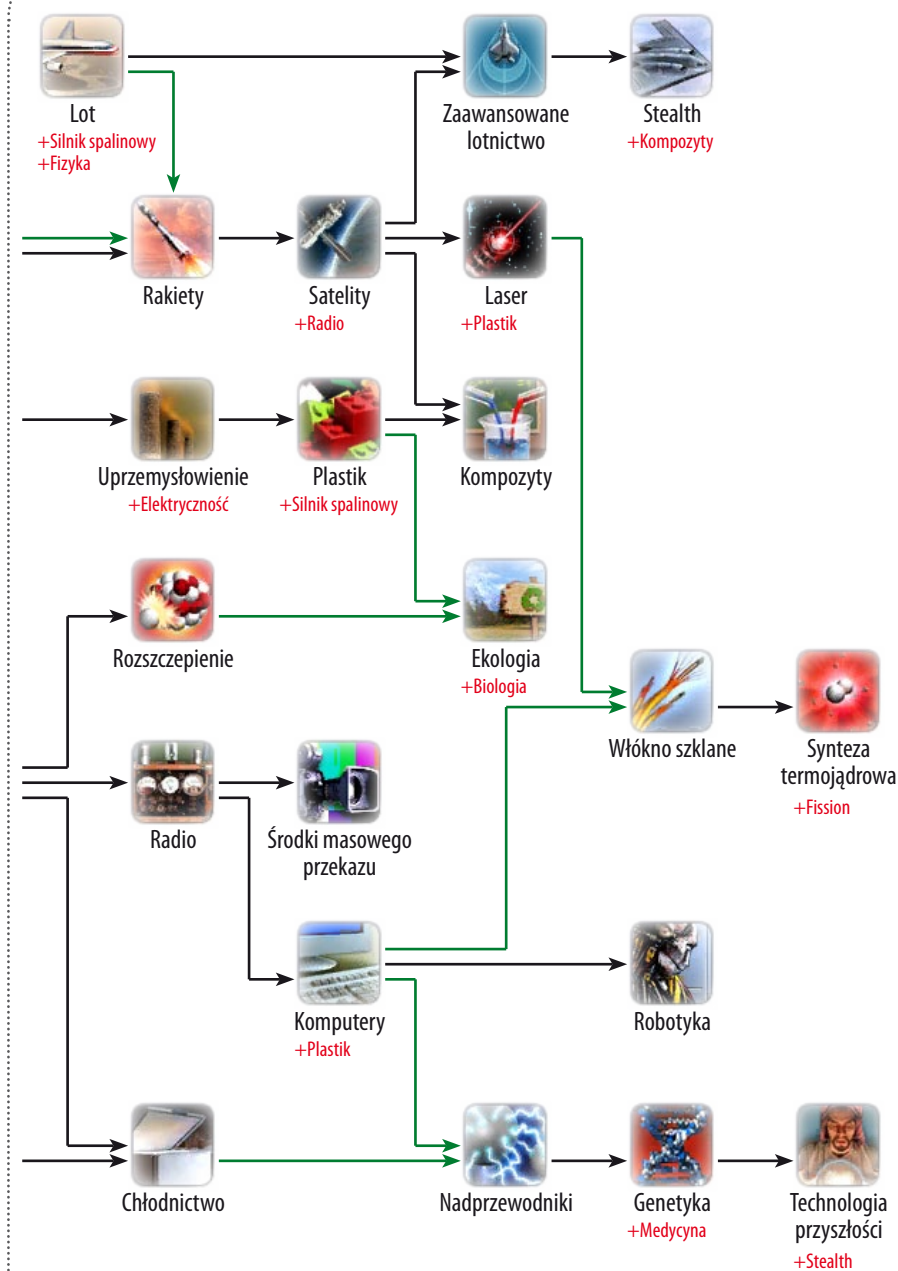 Lot
+Silnik spalinowy
+Fizyka
Zaawansowane
lotnictwo
Stealth
+Kompozyty
Rakiety
Satelity
+Radio
Laser
+Plastik
Uprzemysłowienie
+Elektryczność
Plastik
+Silnik spalinowy
Kompozyty
Rozszczepienie
Ekologia
+Biologia
Włókno szklane
Synteza
termojądrowa
+Fission
Radio
Środki masowego
przekazu
Komputery
+Plastik
Robotyka
Chłodnictwo
Nadprzewodniki
Genetyka
+Medycyna
Technologia
przyszłości
+Stealth